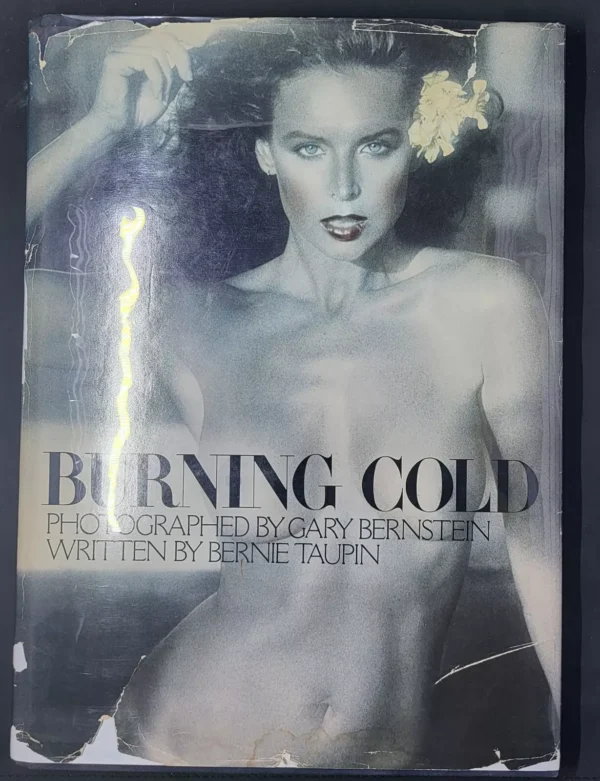 BURNING COLD
PHOTOGRAPHED BY GARY BERNSTEIN
WRITTEN BY BERNIE TAUPIN